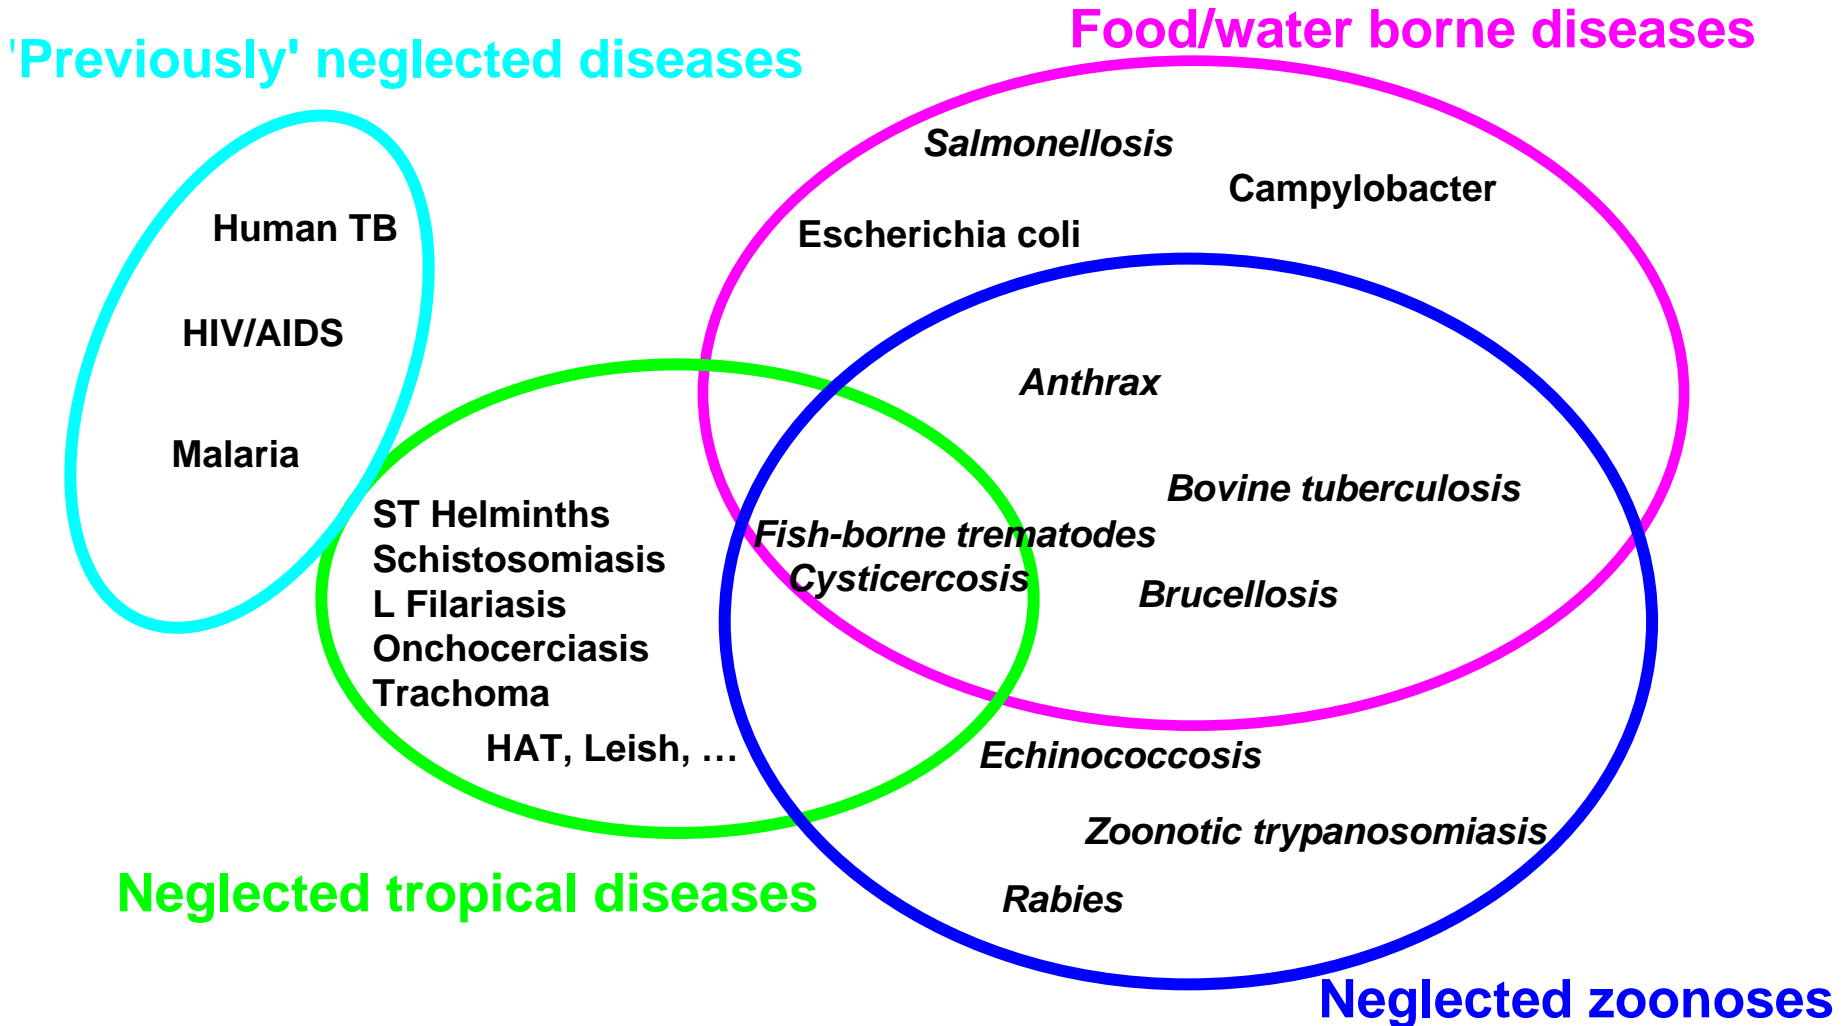 'Previously' neglected diseases
Food/water borne diseases
Salmonellosis
Campylobacter
Human TB
Escherichia coli
HIV/AIDS
Anthrax
Malaria
Bovine tuberculosis
ST Helminths
Schistosomiasis
L Filariasis
Onchocerciasis
Trachoma
HAT, Leish, …
Fish-borne trematodes
Cysticercosis
Brucellosis
Echinococcosis
Zoonotic trypanosomiasis
Rabies
Neglected tropical diseases
Neglected zoonoses